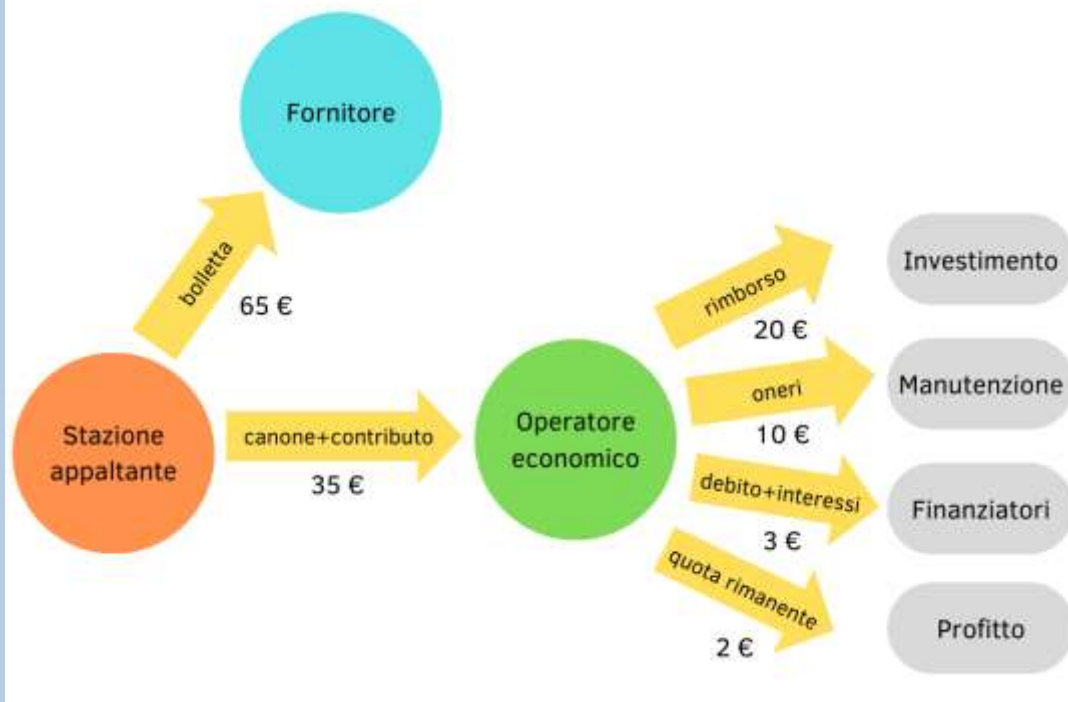 Fornitore
bolletta
65 €
Stazione
appaltante
canone+contributo
35 €
Operatore
economico
rimborso
20 €
Investimento
oneri
10 €
Manutenzione
debito+interessi
3 €
Finanziatori
quota rimanente
2 €
Profitto